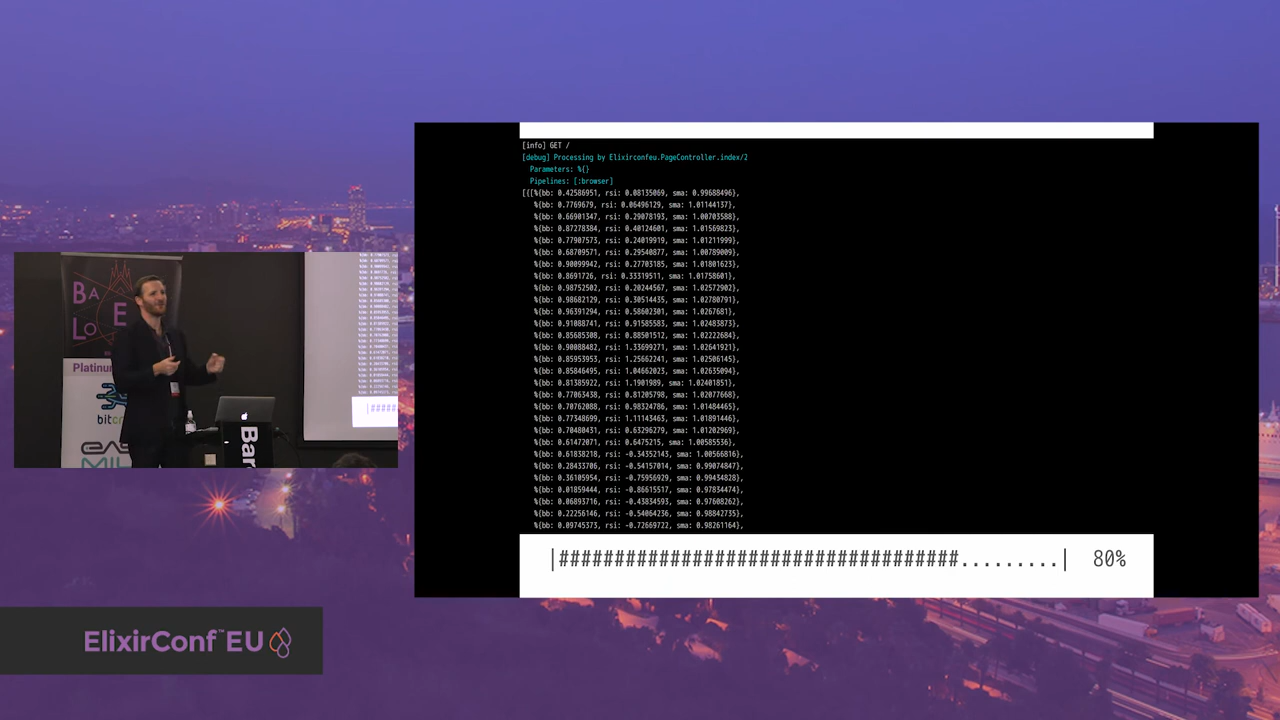 [info] GET /
[debug] Processing by Elixirconfeu.PageController.index/2
Parameters: %{}
Pipelines: [:browser]
[{[%{bb: 0.42586951, rsi: 0.08135069, sma: 0.99688496},
%{bb: 0.7769679, rsi: 0.06496129, sma: 1.01144137},
%{bb: 0.66901347, rsi: 0.29078193, sma: 1.00703588},
%{bb: 0.87278384, rsi: 0.40124601, sma: 1.01569823},
%{bb: 0.77907573, rsi: 0.24019919, sma: 1.01211999},
%{bb: 0.68709571, rsi: 0.29540877, sma: 1.00789009},
%{bb: 0.90099942, rsi: 0.27703185, sma: 1.01801623},
%{bb: 0.8691726, rsi: 0.33319511, sma: 1.01758601},
%{bb: 0.98752502, rsi: 0.20244567, sma: 1.02572902},
%{bb: 0.98682129, rsi: 0.30514435, sma: 1.02780791},
%{bb: 0.96391294, rsi: 0.58602301, sma: 1.0267681},
%{bb: 0.91088741, rsi: 0.91585583, sma: 1.02483873},
%{bb: 0.85685308, rsi: 0.88501512, sma: 1.02222684},
%{bb: 0.90088482, rsi: 1.33699271, sma: 1.02641921},
%{bb: 0.85953953, rsi: 1.25662241, sma: 1.02506145},
%{bb: 0.85846495, rsi: 1.04662023, sma: 1.02635094},
%{bb: 0.81385922, rsi: 1.1901989, sma: 1.02401851},
%{bb: 0.77063438, rsi: 0.81205798, sma: 1.02077668},
%{bb: 0.70762088, rsi: 0.98324786, sma: 1.01484465},
%{bb: 0.77348699, rsi: 1.11143463, sma: 1.01891446},
%{bb: 0.70480431, rsi: 0.63296279, sma: 1.01202969},
%{bb: 0.61472071, rsi: 0.6475215, sma: 1.00585536},
%{bb: 0.61838218, rsi: -0.34352143, sma: 1.00566816},
%{bb: 0.28433706, rsi: -0.54157014, sma: 0.99074847},
%{bb: 0.36105954, rsi: -0.75956929, sma: 0.99434828},
%{bb: 0.01859444, rsi: -0.86615517, sma: 0.97834474},
%{bb: 0.06893716, rsi: -0.43834593, sma: 0.97608262},
%{bb: 0.22256146, rsi: -0.54064236, sma: 0.98842735},
%{bb: 0.09745373, rsi: -0.72669722, sma: 0.98261164},
|####################################.........| 80%
BA
E
LO
Platinum
bit
Bar
ElixirConf™ EU